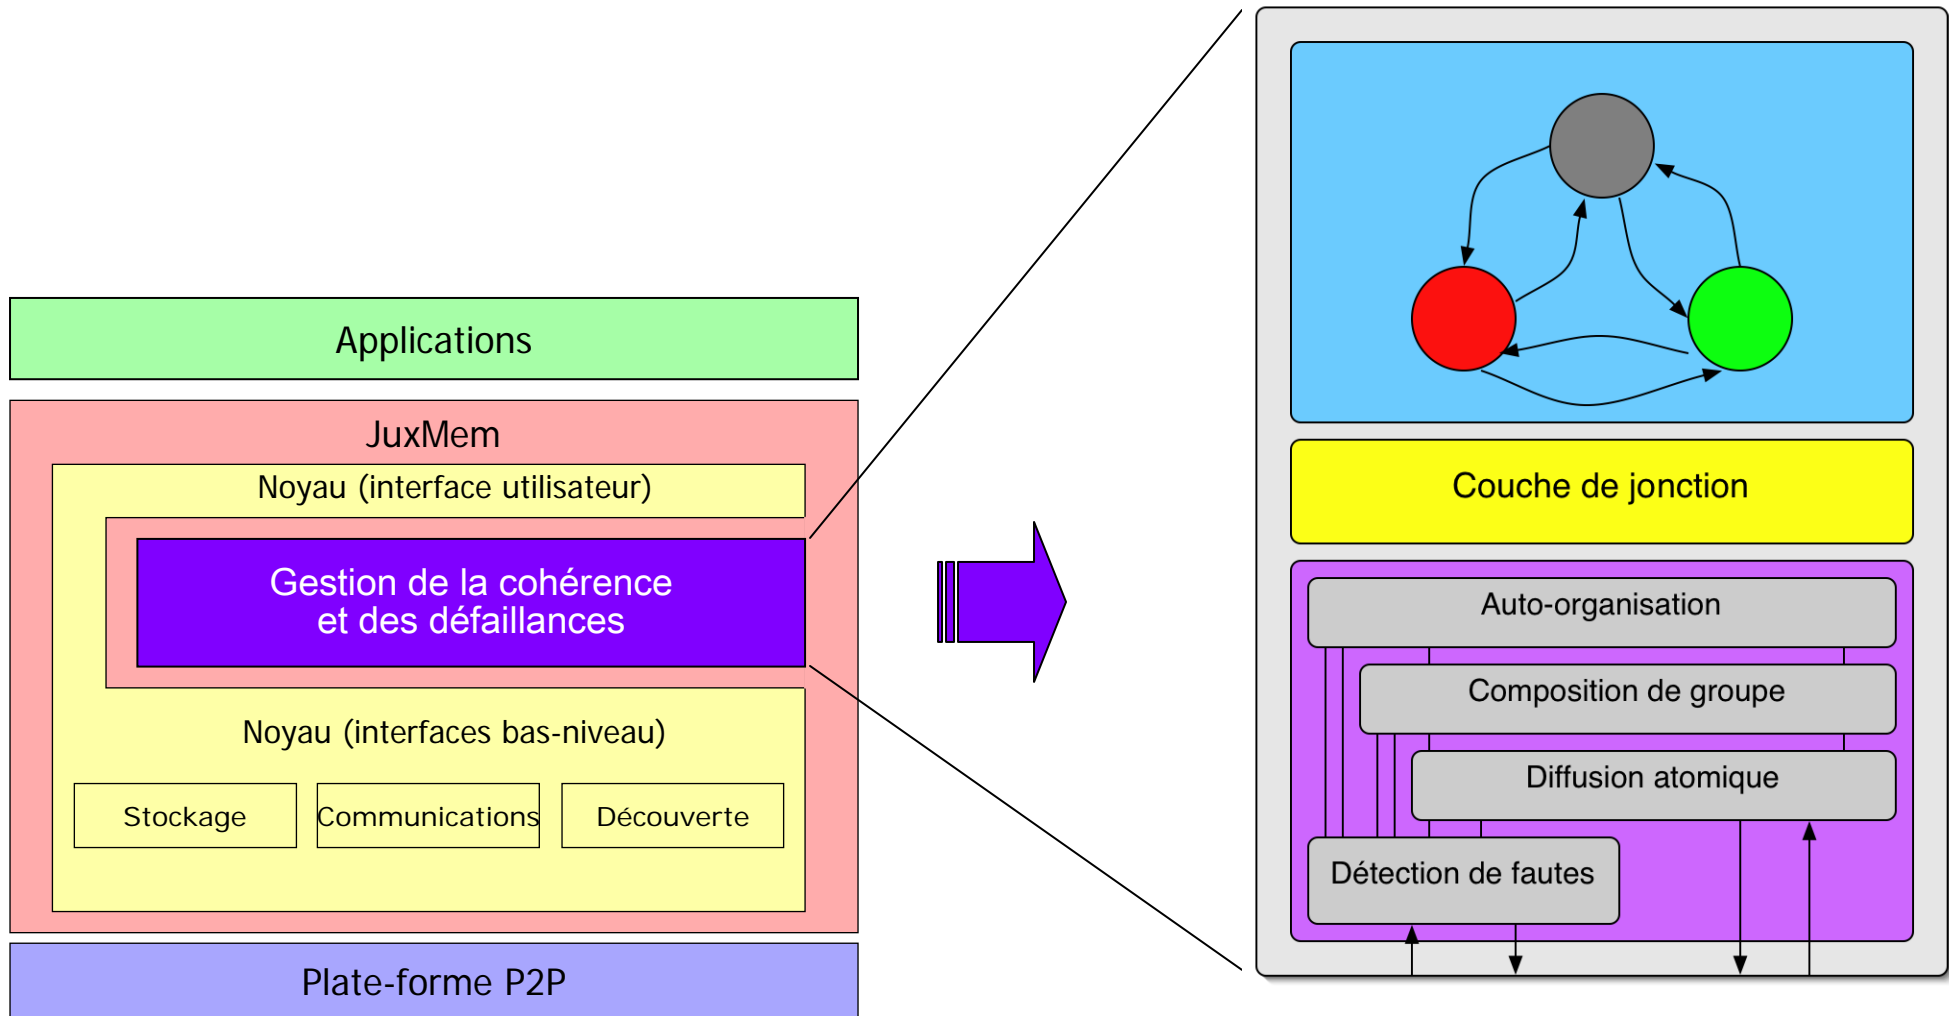 Applications
JuxMem
Noyau (interface utilisateur)
Gestion de la cohérence
et des défaillances
Noyau (interfaces bas-niveau)
Stockage
Communications
Découverte
Plate-forme P2P
Couche de jonction
Auto-organisation
Composition de groupe
Diffusion atomique
Détection de fautes